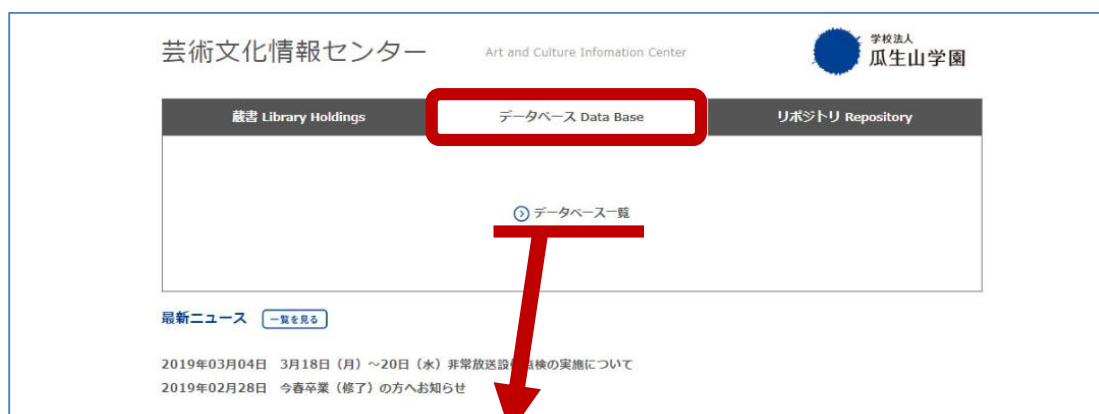 芸術文化情報センター Art and Culture Infomation Center
学校法人
瓜生山学園
蔵書 Library Holdings データベース Data Base リポジトリ Repository
データベース一覧
最新ニュース 一覧を見る
2019年03月04日 3月18日（月）～20日（水）非常放送設 点検の実施について
2019年02月28日 今春卒業（修了）の方へお知らせ